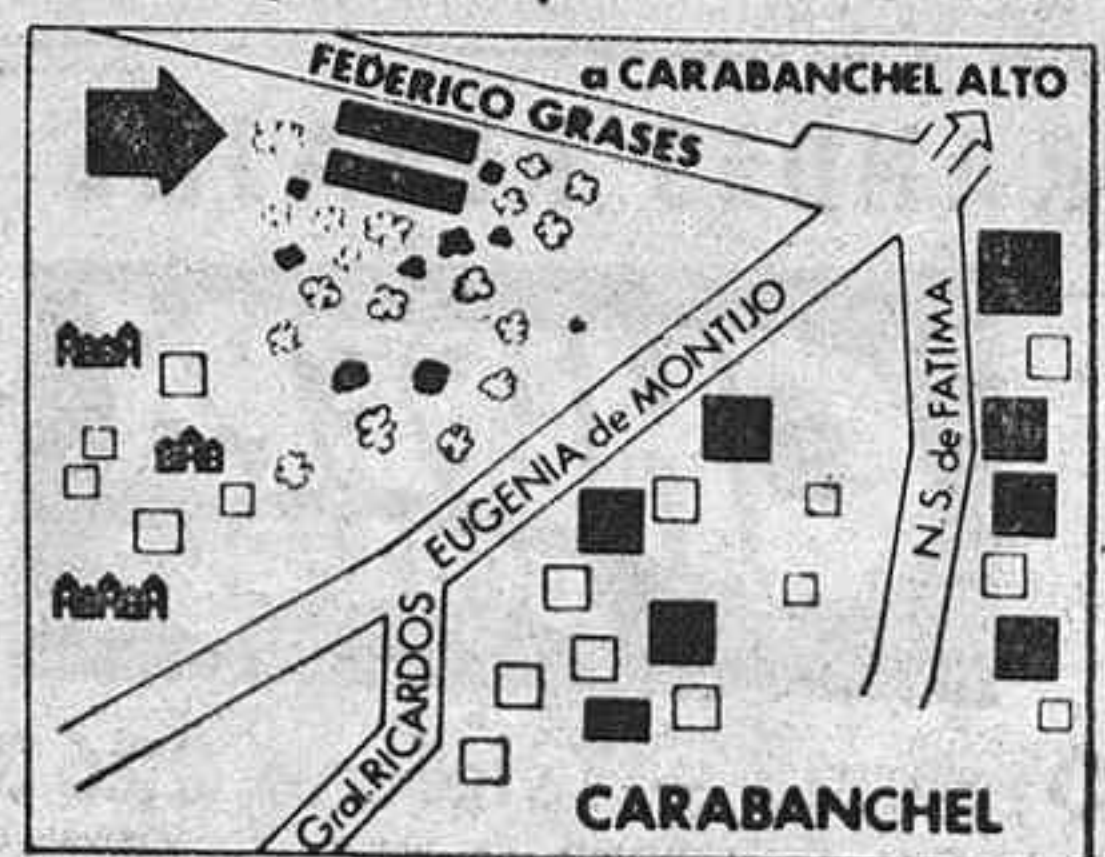 FEDERICO GRASES
a CARABANCHEL ALTO
EUGENIA de MONTIJO
N.S. de FATIMA
Gral. RICARDOS
CARABANCHEL